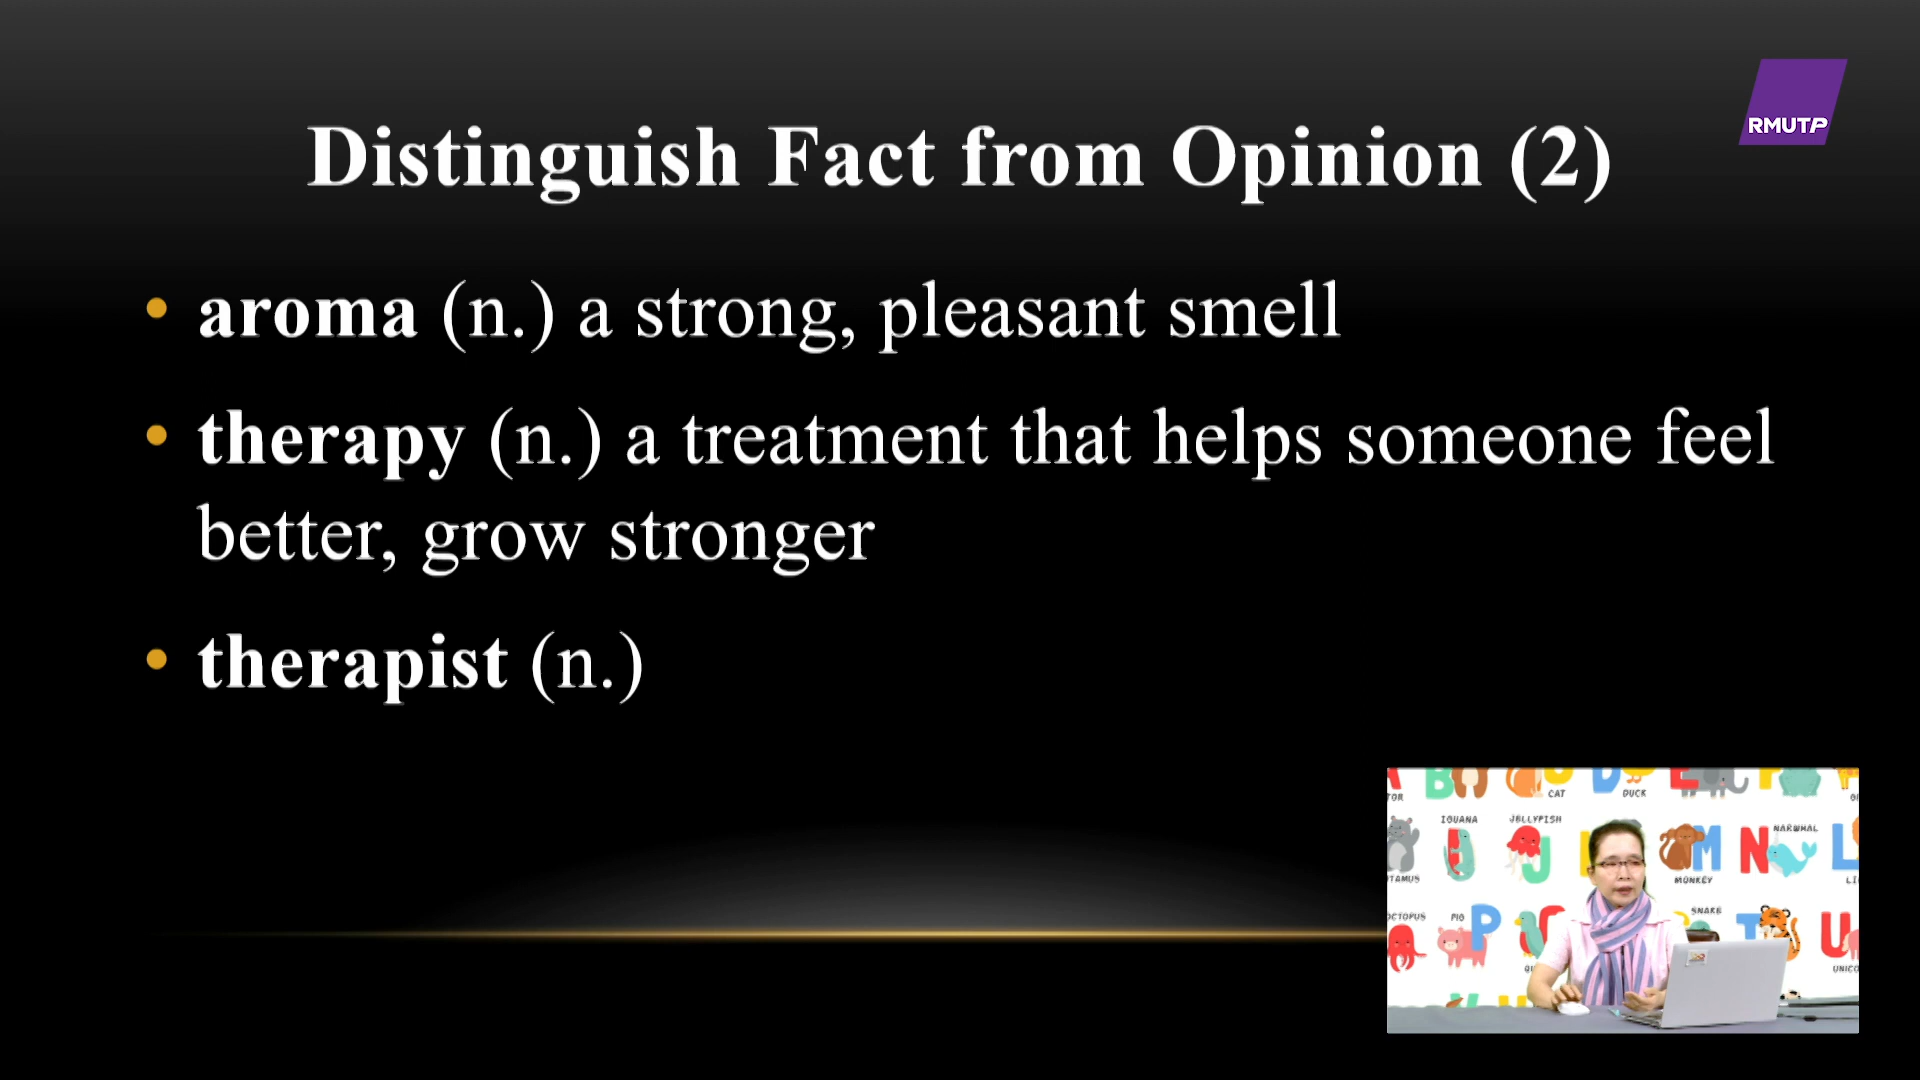 RMUTP
Distinguish Fact from Opinion (2)
• aroma (n.) a strong, pleasant smell
• therapy (n.) a treatment that helps someone feel
better, grow stronger
• therapist (n.)
CAT
DUCK
IGUANA
JELLYFISH
NARWHAL
MONKEY
OCTOPUS
PIG
SNAKE